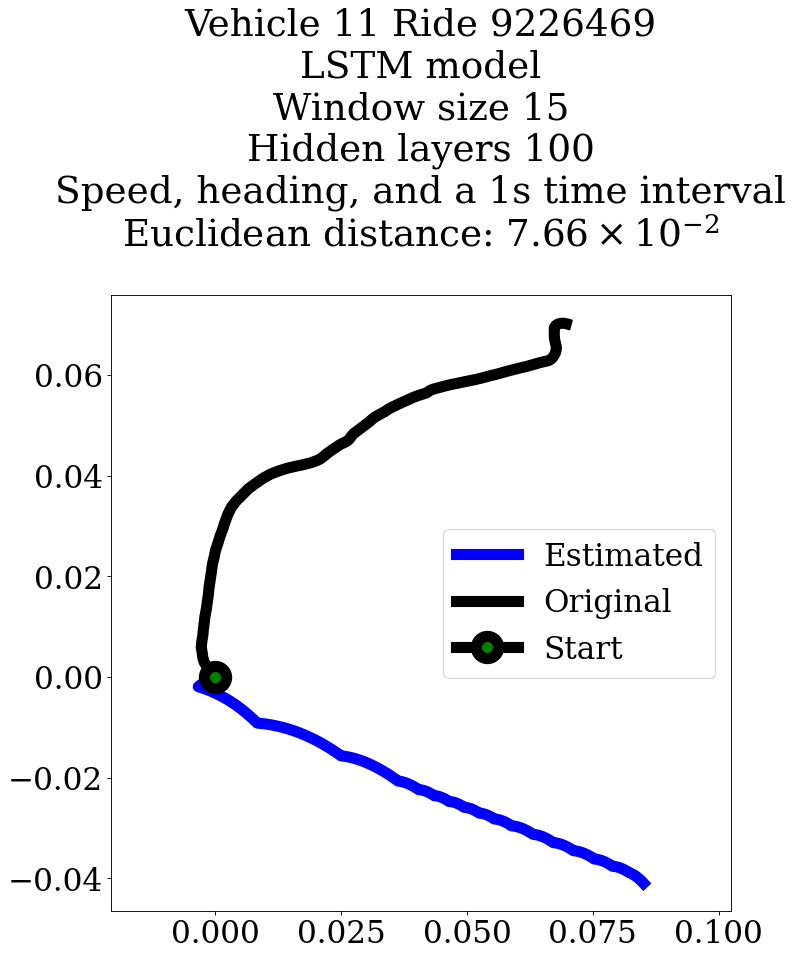 Vehicle 11 Ride 9226469
LSTM model
Window size 15
Hidden layers 100
Speed, heading, and a 1s time interval
Euclidean distance: 7.66 × 10⁻²
0.06
0.04
0.02
0.00
−0.02
−0.04
Estimated
Original
Start
0.000 0.025 0.050 0.075 0.100